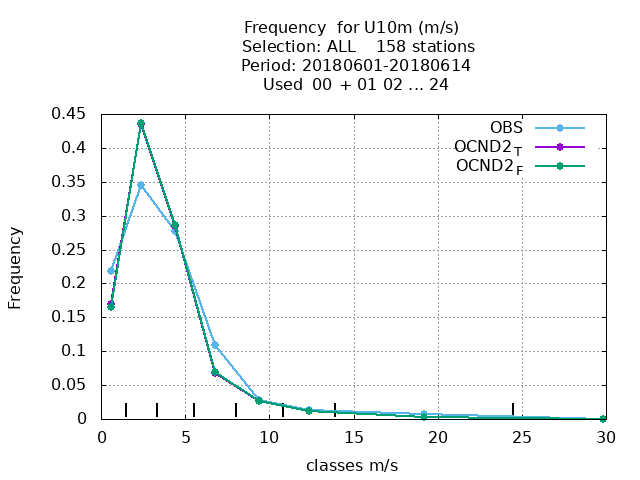 Frequency  for U10m (m/s)
Selection: ALL    158 stations
Period: 20180601-20180614
Used  00  + 01 02 ... 24
OBS
OCND2T
OCND2F
0.45
0.4
0.35
0.3
0.25
0.2
0.15
0.1
0.05
0
Frequency
0 5 10 15 20 25 30
classes m/s